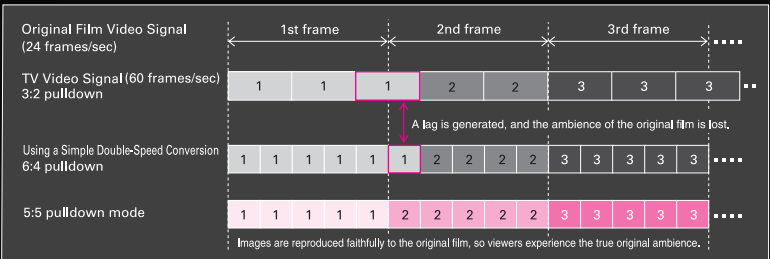 Original Film Video Signal
(24 frames/sec)
1st frame 2nd frame 3rd frame
TV Video Signal (60 frames/sec)
3:2 pulldown
1 1 1 2 2 3 3 3
A lag is generated, and the ambience of the original film is lost.
Using a Simple Double-Speed Conversion
6:4 pulldown
1 1 1 1 1 1 2 2 2 2 3 3 3 3 3
5:5 pulldown mode
1 1 1 1 1 2 2 2 2 2 3 3 3 3 3
Images are reproduced faithfully to the original film, so viewers experience the true original ambience.